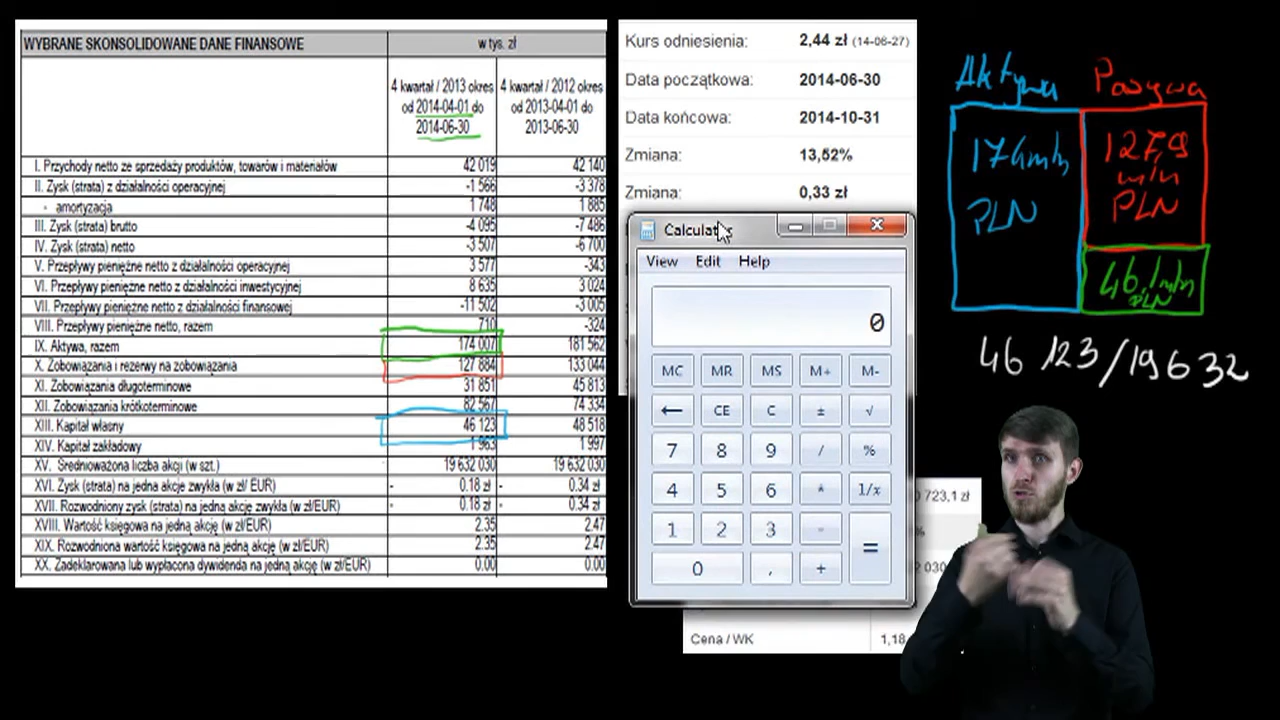 WYBRANE SKONSOLIDOWANE DANE FINANSOWE w tys. zł
4 kwartał / 2013 okres od 2014-04-01 do 2014-06-30 4 kwartał / 2012 okres od 2013-04-01 do 2013-06-30
I. Przychody netto ze sprzedaży produktów, towarów i materiałów 42 019 42 140
II. Zysk (strata) z działalności operacyjnej -1 566 -3 378
- amortyzacja 1 748 1 885
III. Zysk (strata) brutto -4 095 -7 486
IV. Zysk (strata) netto -3 507 -6 700
V. Przepływy pieniężne netto z działalności operacyjnej 3 577 -343
VI. Przepływy pieniężne netto z działalności inwestycyjnej 8 635 3 024
VII. Przepływy pieniężne netto z działalności finansowej -11 502 -3 005
VIII. Przepływy pieniężne netto, razem 710 -324
IX. Aktywa, razem 174 007 181 562
X. Zobowiązania i rezerwy na zobowiązania 127 884 133 044
XI. Zobowiązania długoterminowe 31 851 45 813
XII. Zobowiązania krótkoterminowe 82 567 74 334
XIII. Kapitał własny 46 123 48 518
XIV. Kapitał zakładowy 1 963 1 997
XV. Średnioważona liczba akcji (w szt.) 19 632 030 19 632 030
XVI. Zysk (strata) na jedną akcję zwykłą (w zł/ EUR) - 0.18 zł - 0.34 zł
XVII. Rozwodniony zysk (strata) na jedną akcję zwykłą (w zł/EUR) - 0.18 zł - 0.34 zł
XVIII. Wartość księgowa na jedną akcję (w zł/EUR) 2.35 2.47
XIX. Rozwodniona wartość księgowa na jedną akcję (w zł/EUR) 2.35 2.47
XX. Zadeklarowana lub wypłacona dywidenda na jedną akcję (w zł/EUR) 0.00 0.00
Kurs odniesienia: 2,44 zł (14-06-27)
Data początkowa: 2014-06-30
Data końcowa: 2014-10-31
Zmiana: 13,52%
Zmiana: 0,33 zł
Calculator
View Edit Help
0
MC MR MS M+ M-
← CE C ± √
7 8 9 / %
4 5 6 * 1/x
1 2 3 - =
0 , +
723,1 zł
%
030
Cena / WK 1,18
Aktywa Pasywa
174 mln
PLN
127,9
mln
PLN
46,1 mln
PLN
46 123 / 19 632